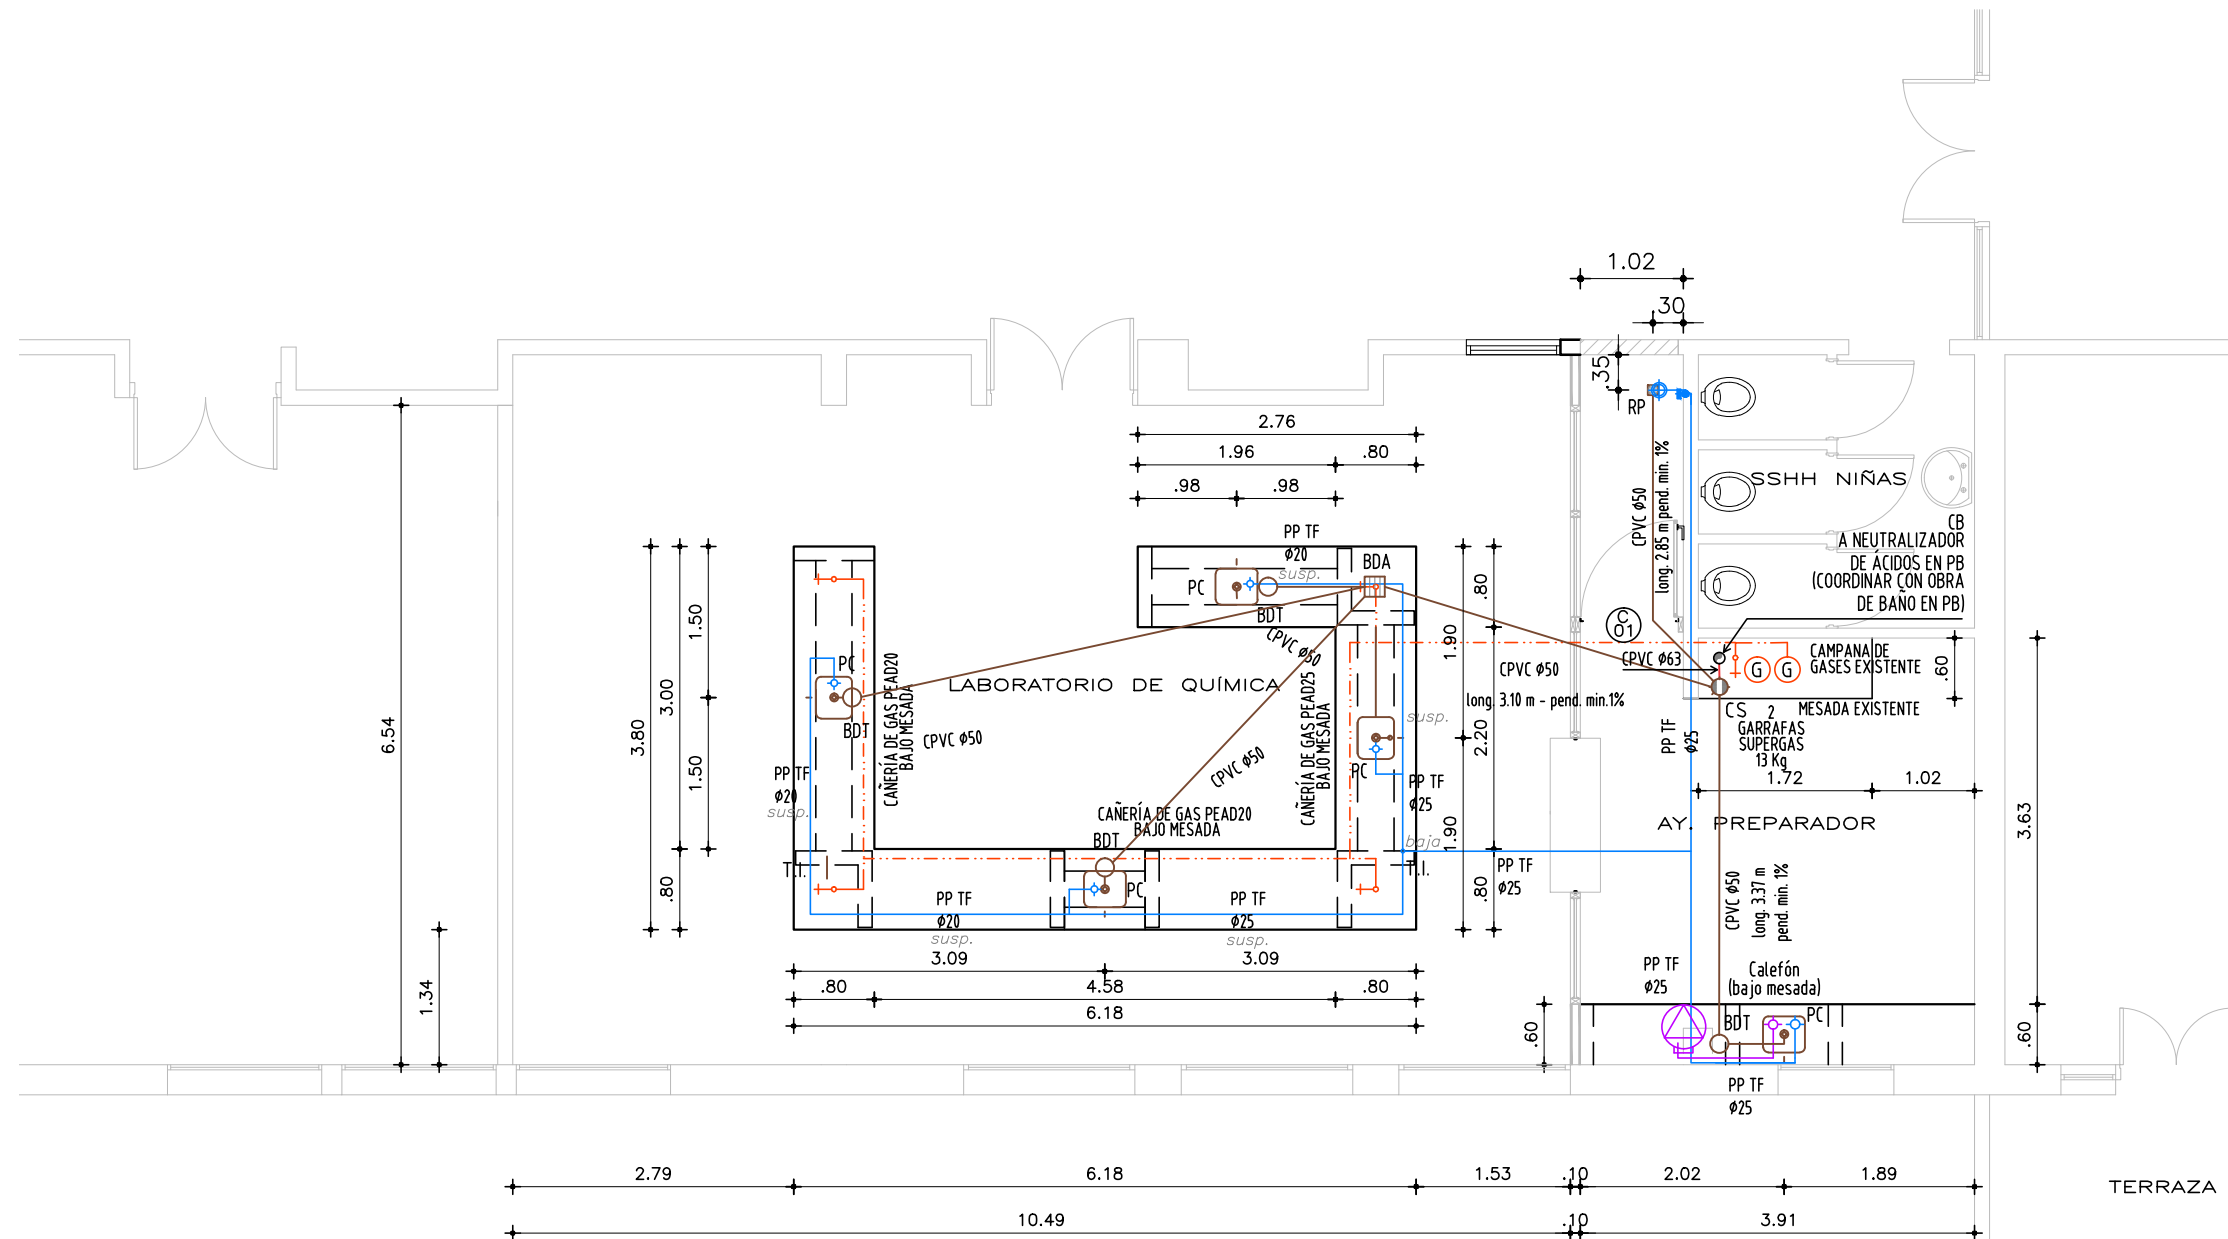 1.02
.30
.35
RP
2.76
1.96
.80
.98
.98
CPVC ø50
long. 2.85 m pend. min. 1%
SSHH NIÑAS
CB
A NEUTRALIZADOR
DE ÁCIDOS EN PB
(COORDINAR CON OBRA
DE BAÑO EN PB)
PP TF
ø20
susp.
BDA
PC
BDT
CPVC ø50
.80
1.90
1.50
3.00
3.80
6.54
C
01
CPVC ø63
G
G
CAMPANA DE
GASES EXISTENTE
.60
PC
BDT
CAÑERÍA DE GAS PEAD20
BAJO MESADA
LABORATORIO DE QUÍMICA
CAÑERÍA DE GAS PEAD25
BAJO MESADA
CPVC ø50
long. 3.10 m - pend. min.1%
susp.
2.20
CS
2
GARRAFAS
SUPERGAS
13 Kg
MESADA EXISTENTE
PP TF
ø25
CPVC ø50
CPVC ø50
1.50
PP TF
ø20
susp.
PC
PP TF
ø25
1.72
1.02
CAÑERÍA DE GAS PEAD20
BAJO MESADA
BDT
baja
1.90
AY. PREPARADOR
3.63
T.I.
T.I.
PP TF
ø25
.80
.80
PC
PP TF
ø20
susp.
PP TF
ø25
susp.
CPVC ø50
long. 3.37 m
pend. min. 1%
3.09
3.09
.80
4.58
.80
6.18
1.34
PP TF
ø25
Calefón
(bajo mesada)
.60
BDT
PC
.60
PP TF
ø25
2.79
6.18
1.53
.10
2.02
1.89
TERRAZA
10.49
.10
3.91